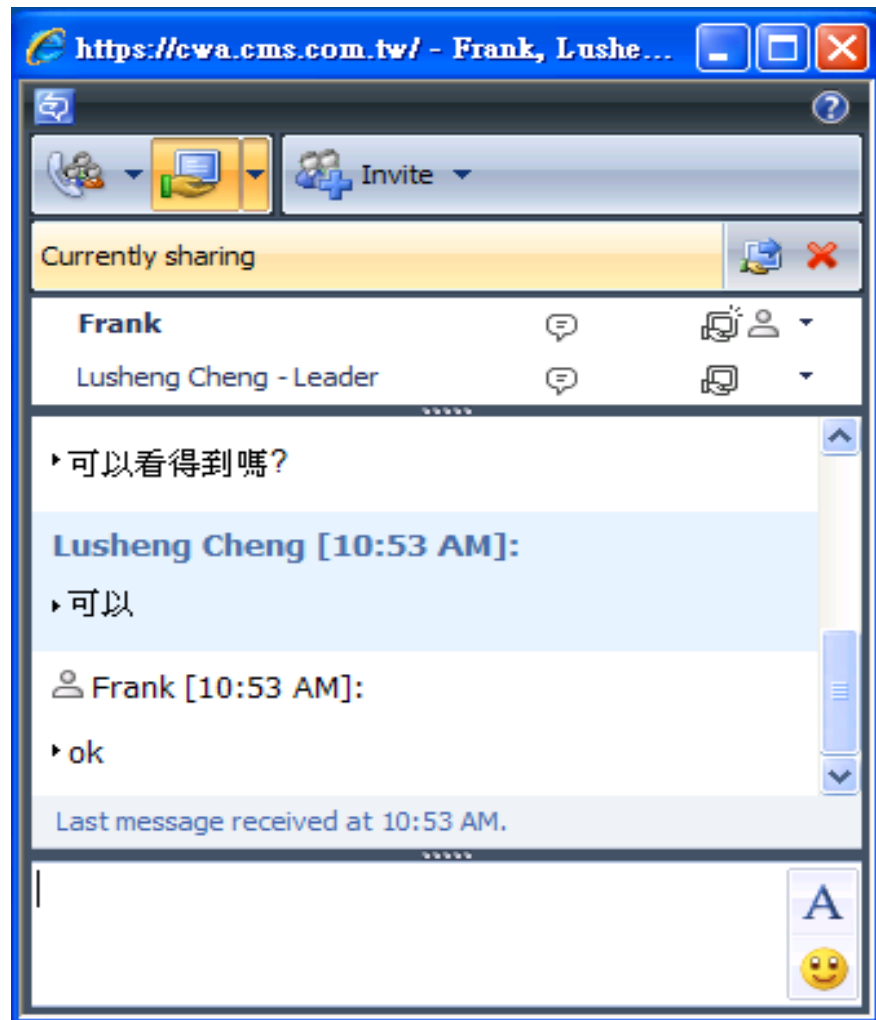 https://cwa.cms.com.tw/ - Frank, Lushe...
Invite
Currently sharing
Frank
Lusheng Cheng - Leader
可以看得到嗎?
Lusheng Cheng [10:53 AM]:
可以
Frank [10:53 AM]:
ok
Last message received at 10:53 AM.
A